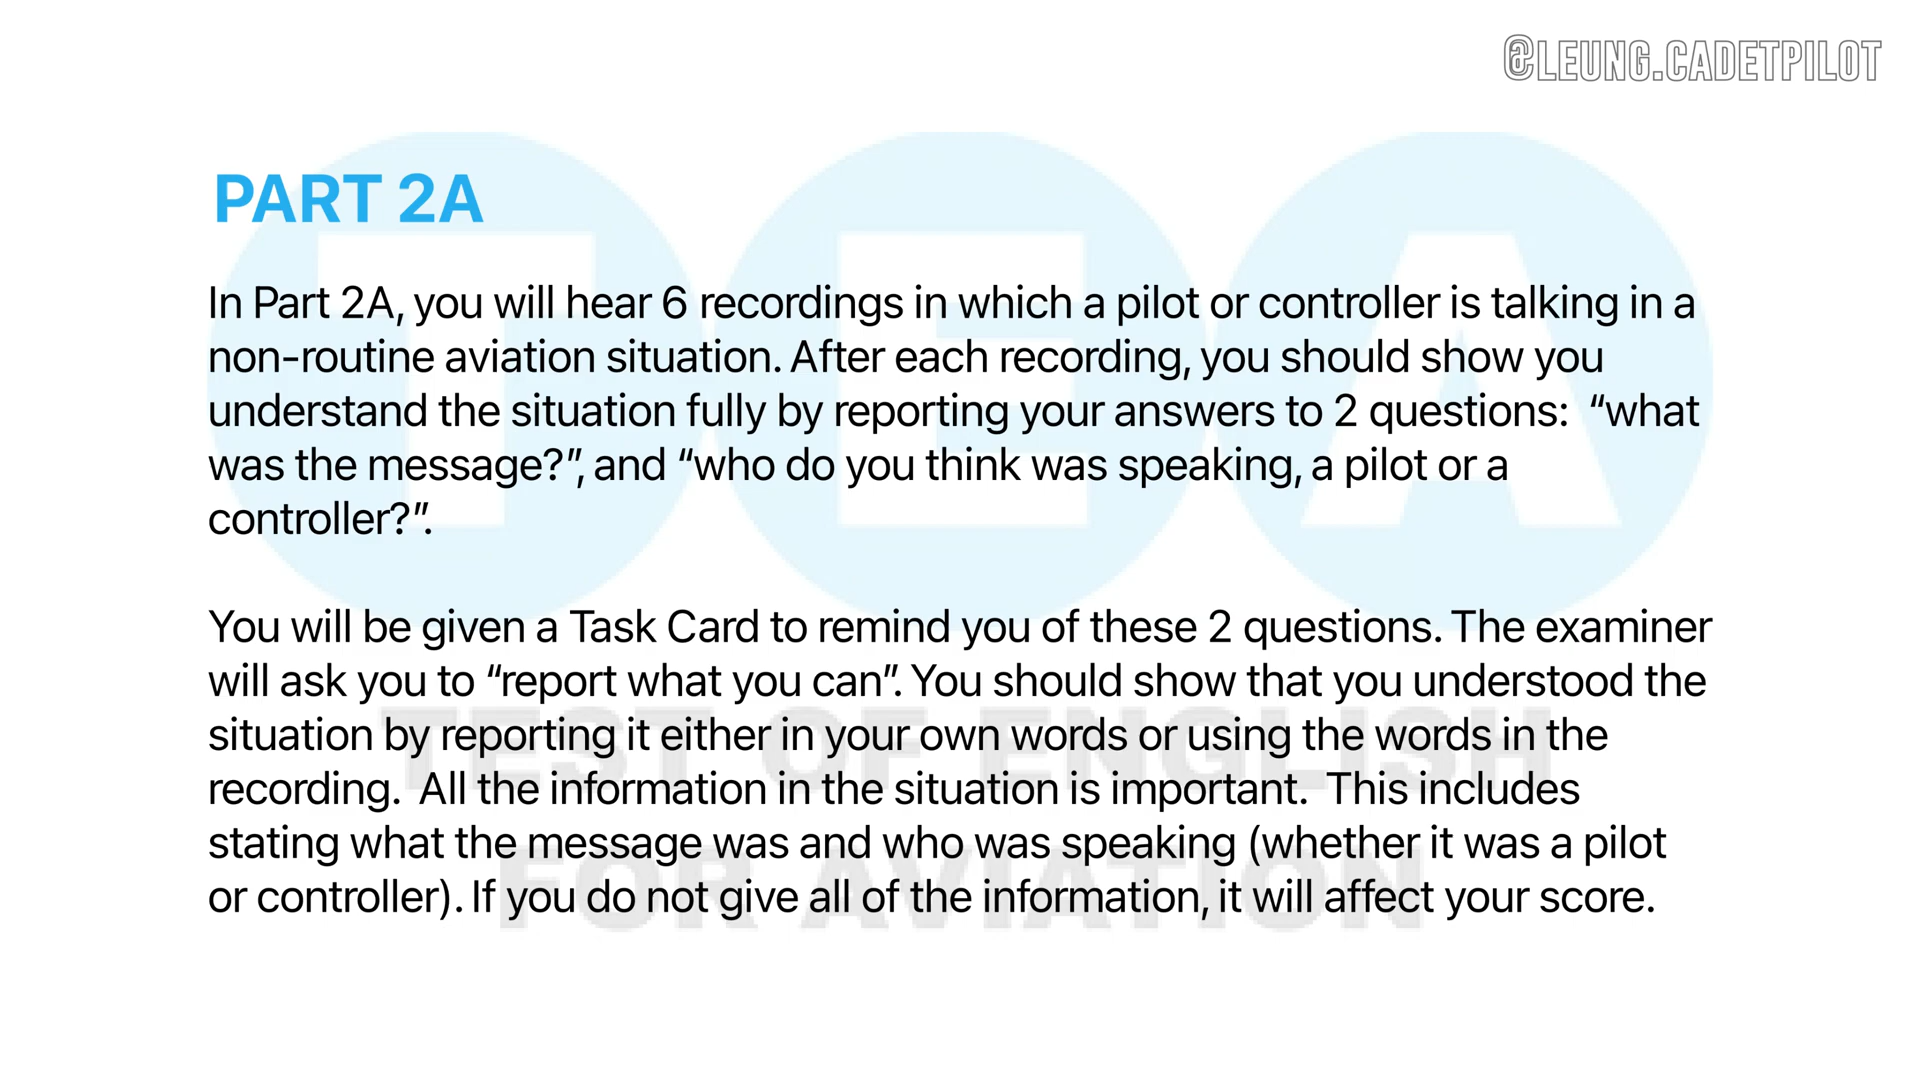 @LEUNG.CADETPILOT
PART 2A
In Part 2A, you will hear 6 recordings in which a pilot or controller is talking in a
non-routine aviation situation. After each recording, you should show you
understand the situation fully by reporting your answers to 2 questions:  “what
was the message?”, and “who do you think was speaking, a pilot or a
controller?”.
You will be given a Task Card to remind you of these 2 questions. The examiner
will ask you to “report what you can”. You should show that you understood the
situation by reporting it either in your own words or using the words in the
recording.  All the information in the situation is important.  This includes
stating what the message was and who was speaking (whether it was a pilot
or controller). If you do not give all of the information, it will affect your score.
TEA
TEST OF ENGLISH
FOR AVIATION